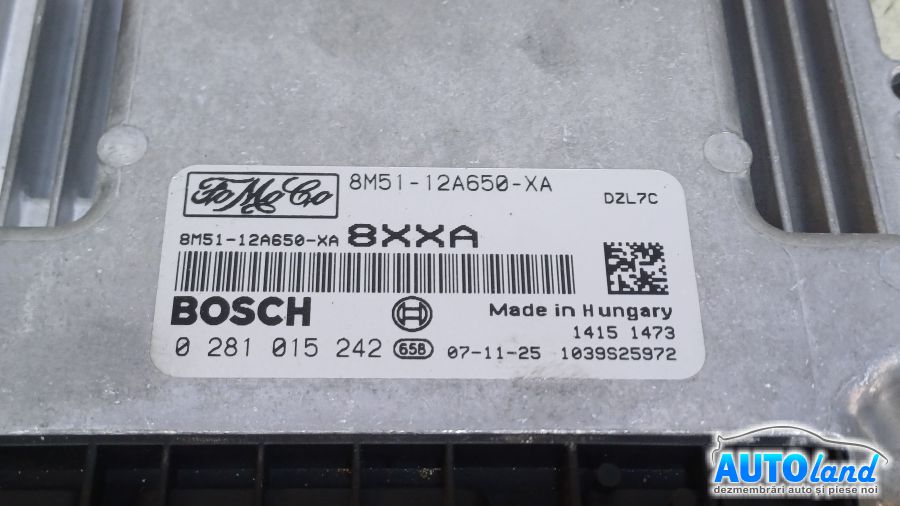 FoMoCo
8M51-12A650-XA
DZL7C
8M51-12A650-XA 8XXA
BOSCH
Made in Hungary
1415 1473
0 281 015 242 65B 07-11-25 1039S25972
AUTOland
dezmembrări auto și piese noi